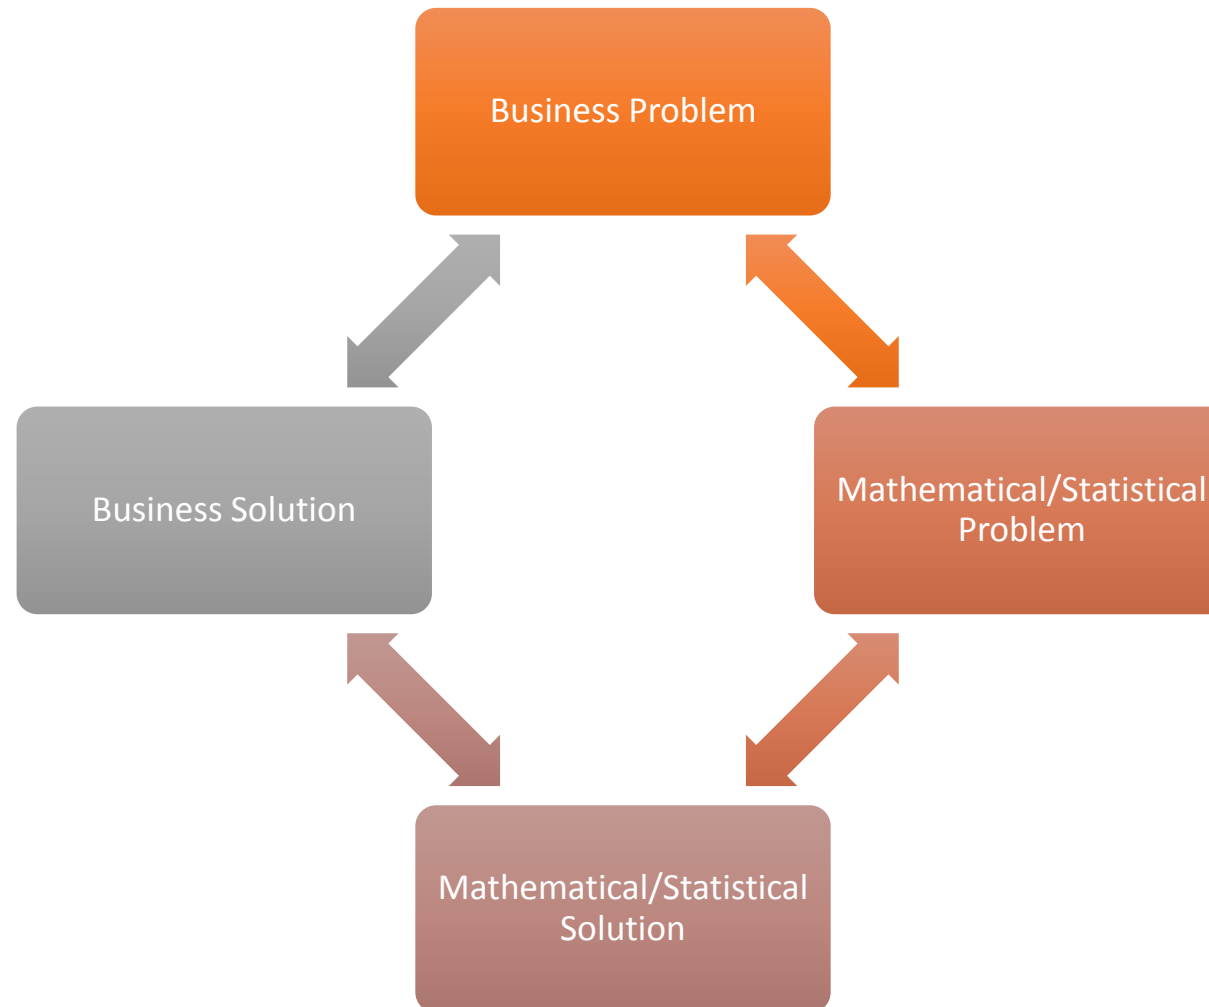 Business Problem
Business Solution
Mathematical/Statistical
Problem
Mathematical/Statistical
Solution